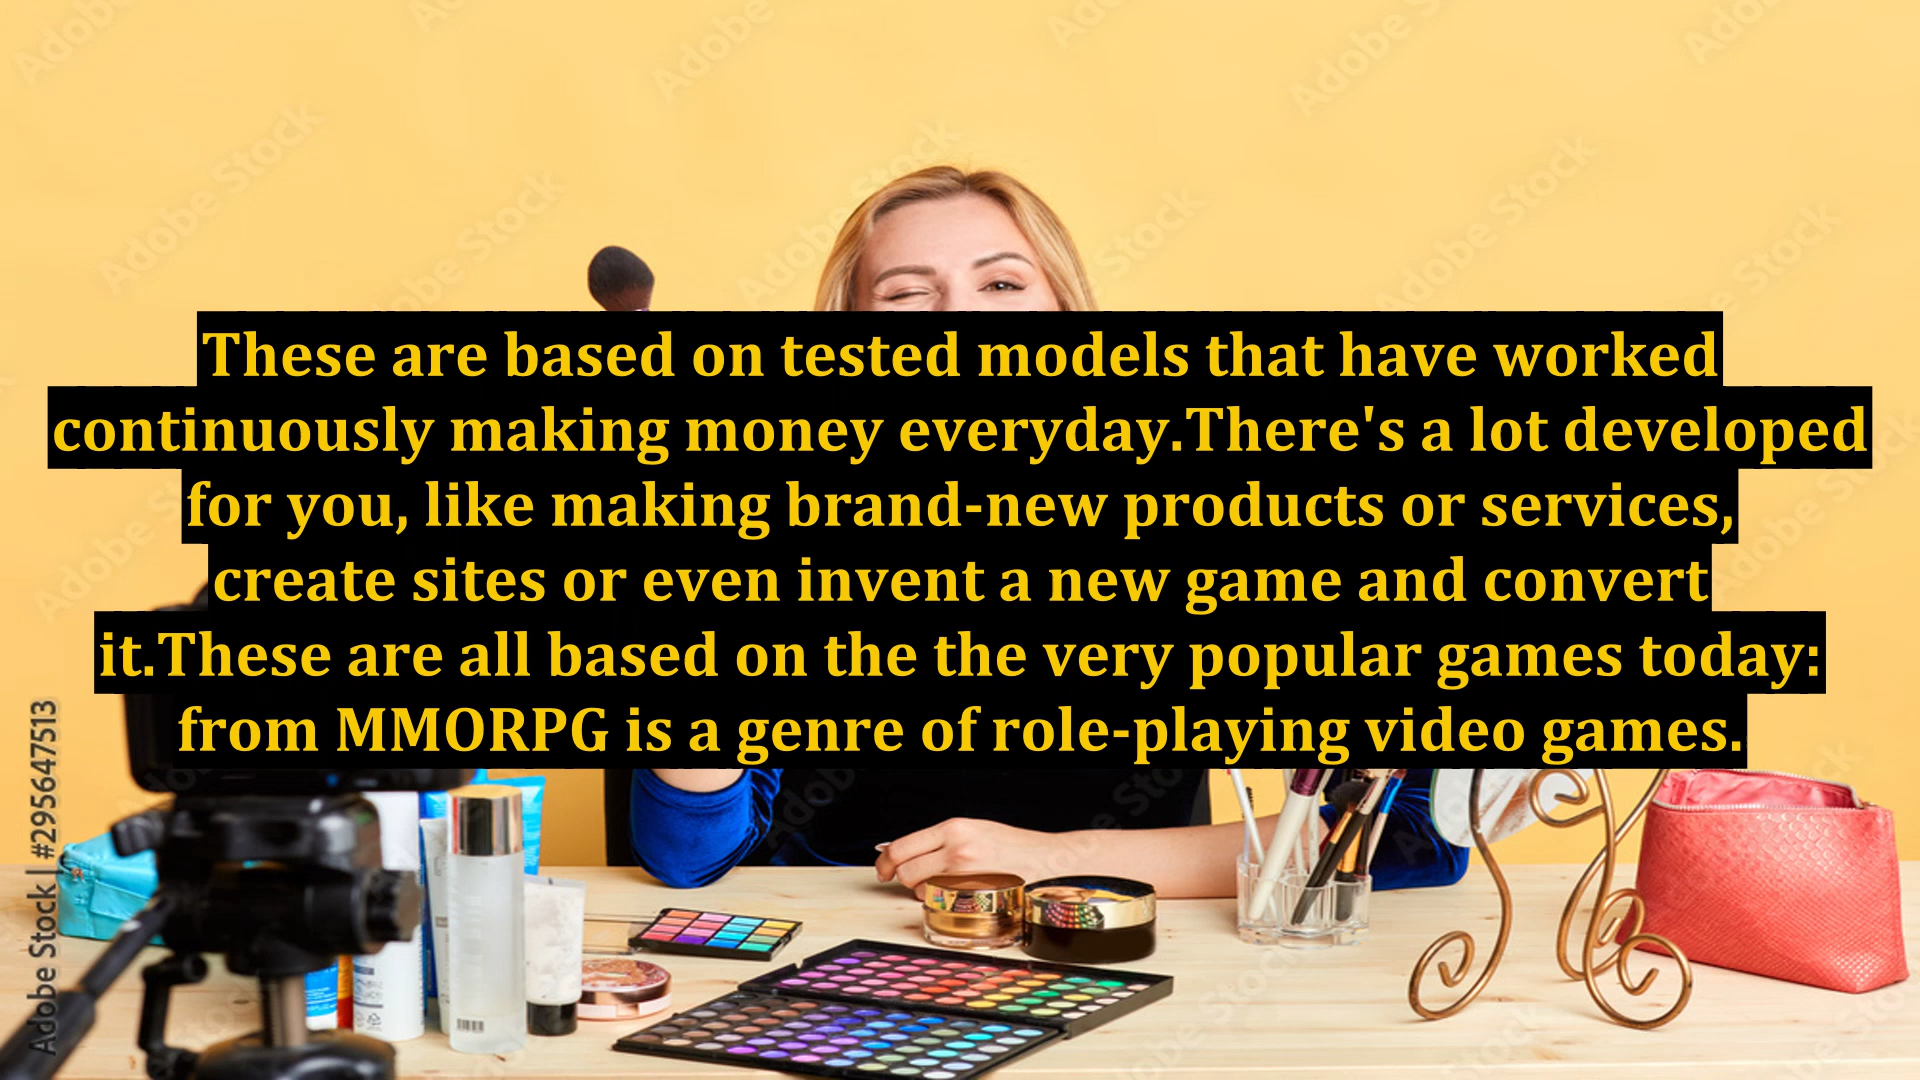 These are based on tested models that have worked
continuously making money everyday.There's a lot developed
for you, like making brand-new products or services,
create sites or even invent a new game and convert
it.These are all based on the the very popular games today:
from MMORPG is a genre of role-playing video games.
Adobe Stock | #295647513
Adobe Stock